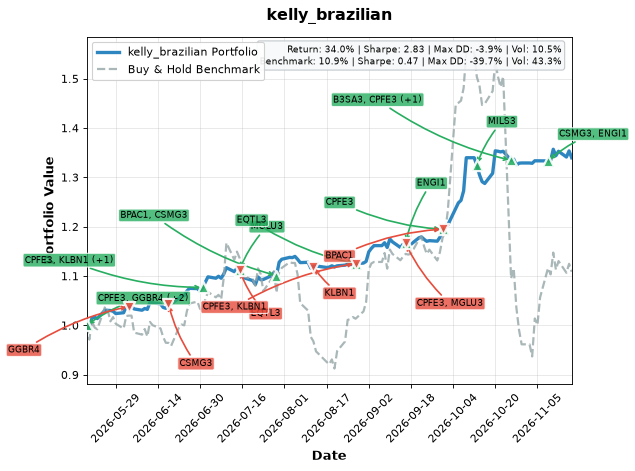 kelly_brazilian
kelly_brazilian Portfolio
Buy & Hold Benchmark
Return: 34.0% | Sharpe: 2.83 | Max DD: -3.9% | Vol: 10.5%
enchmark: 10.9% | Sharpe: 0.47 | Max DD: -39.7% | Vol: 43.3%
1.5
1.4
1.3
1.2
1.1
1.0
0.9
Portfolio Value
B3SA3, CPFE3 (+1)
MILS3
CSMG3, ENGI1
ENGI1
CPFE3
BPAC1, CSMG3
EQTL3
MGLU3
BPAC1
CPFE3, KLBN1 (+1)
KLBN1
CPFE3, GGBR4 (+2)
CPFE3, KLBN1
EQTL3
CPFE3, MGLU3
GGBR4
CSMG3
2026-05-29
2026-06-14
2026-06-30
2026-07-16
2026-08-01
2026-08-17
2026-09-02
2026-09-18
2026-10-04
2026-10-20
2026-11-05
Date